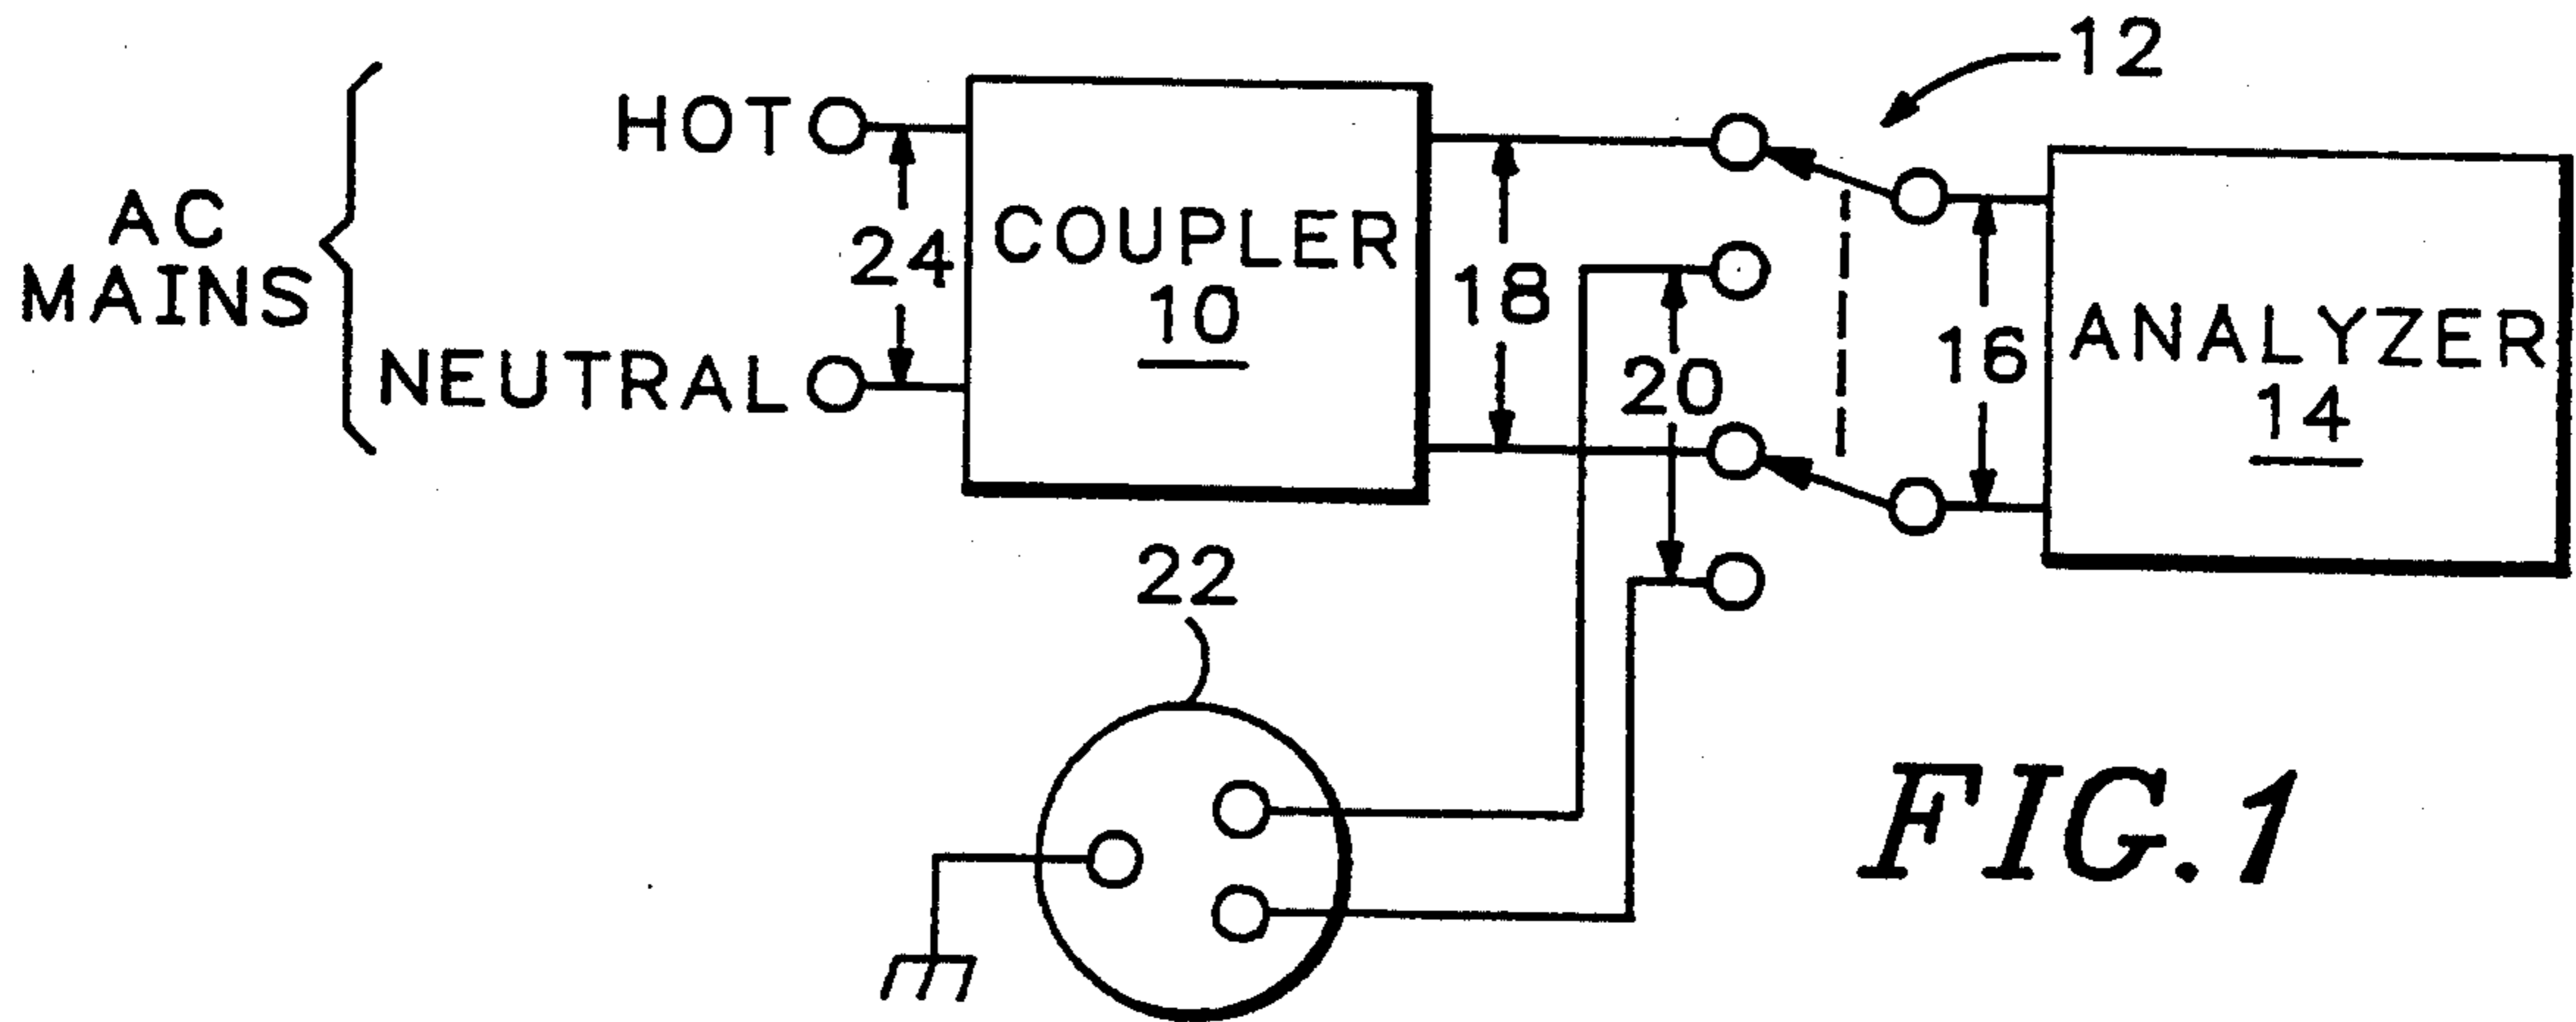 12
HOT
AC
MAINS
24
COUPLER
10
18
NEUTRAL
20
16
ANALYZER
14
22
FIG.1